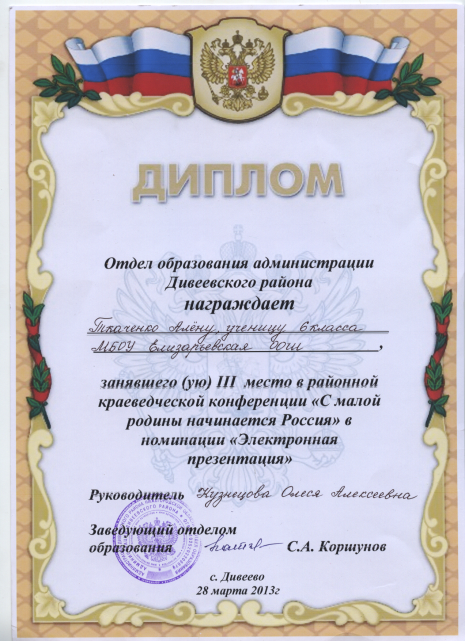 ДИПЛОМ
Отдел образования администрации
Дивеевского района
награждает
Ткаченко Алёну, ученицу 6 класса
МБОУ Елизарьевская оош,
занявшего (ую) III место в районной
краеведческой конференции «С малой
родины начинается Россия» в
номинации «Электронная
презентация»
Руководитель Кузнецова Олеся Алексеевна
Заведующий отделом
образования С.А. Коршунов
с. Дивеево
28 марта 2013г